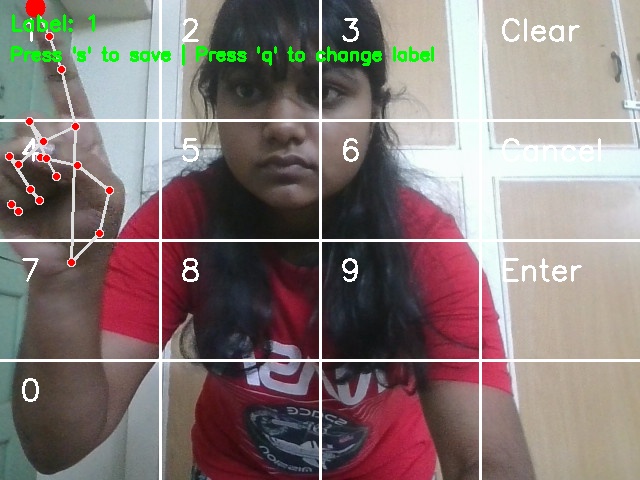 Label: 1
1 2 3 Clear
Press 's' to save | Press 'q' to change label
4 5 6 Cancel
7 8 9 Enter
0